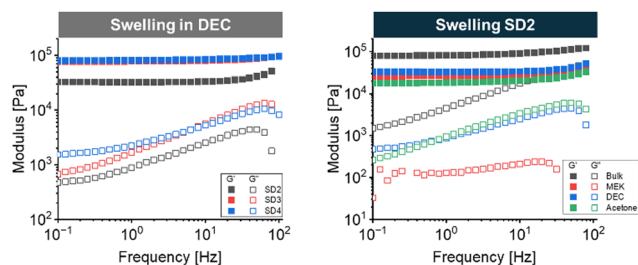 Swelling in DEC
Modulus [Pa]
10^5
10^4
10^3
10^2
10^-1 10^0 10^1 10^2
Frequency [Hz]
G' G''
SD2
SD3
SD4
Swelling SD2
Modulus [Pa]
10^5
10^4
10^3
10^2
10^1
10^-1 10^0 10^1 10^2
Frequency [Hz]
G' G''
Bulk
MEK
DEC
Acetone